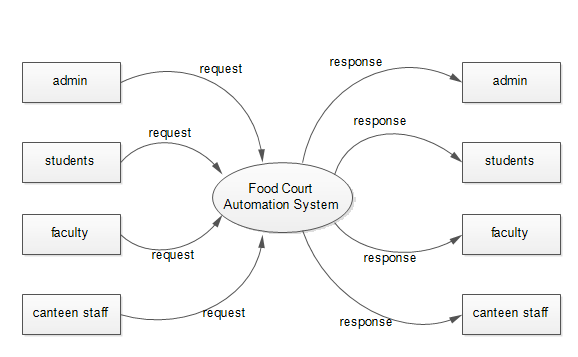 response
request
admin
admin
response
request
students
students
Food Court
Automation System
faculty
faculty
request
response
canteen staff
request
response
canteen staff